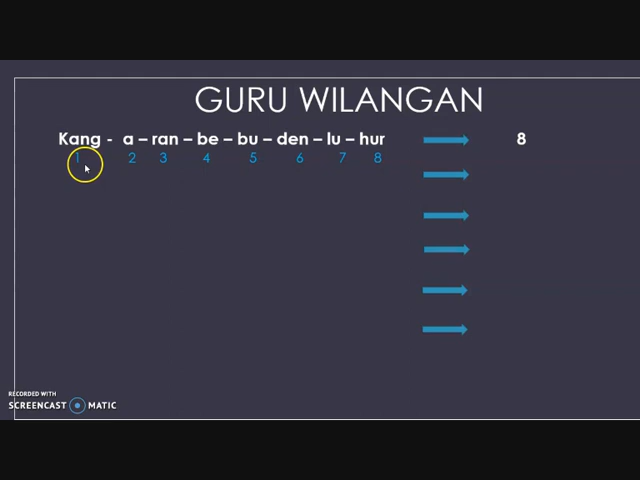 GURU WILANGAN
Kang - a – ran – be – bu – den – lu – hur 8
1 2 3 4 5 6 7 8
RECORDED WITH
SCREENCAST MATIC